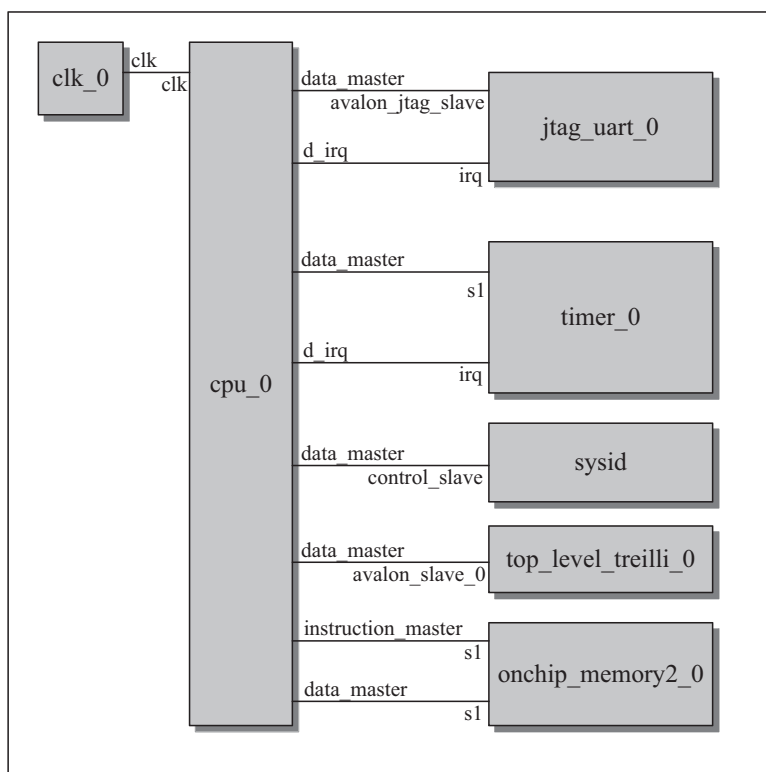 clk_0
clk
clk
cpu_0
data_master
avalon_jtag_slave
d_irq
irq
jtag_uart_0
data_master
s1
d_irq
irq
timer_0
data_master
control_slave
sysid
data_master
avalon_slave_0
top_level_treilli_0
instruction_master
s1
data_master
s1
onchip_memory2_0